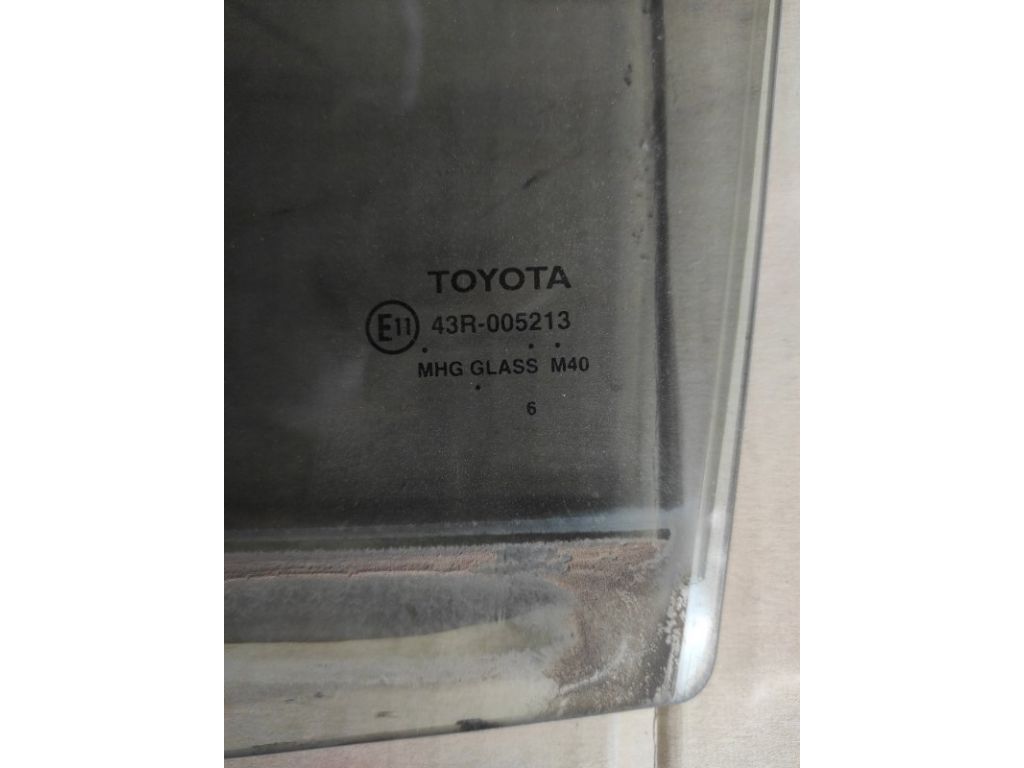 TOYOTA
E11 43R-005213
MHG GLASS M40
6